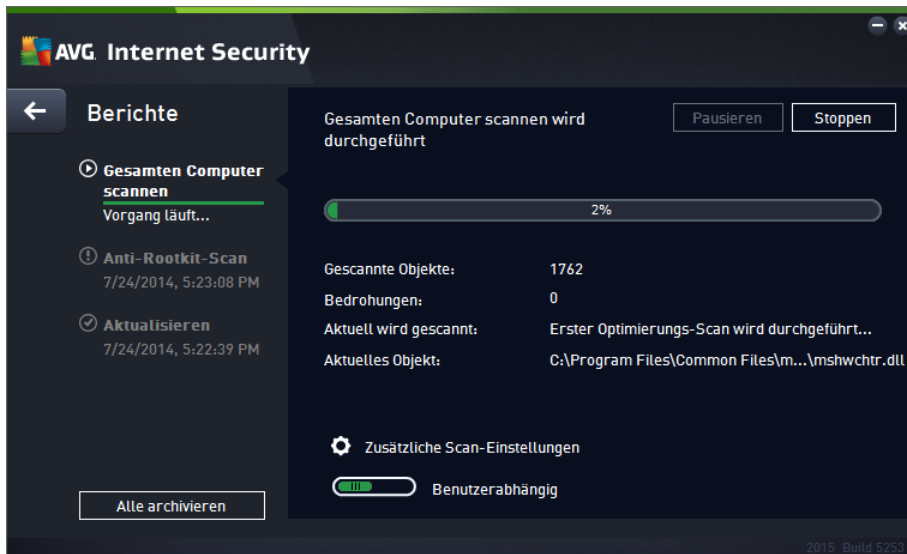 AVG. Internet Security
Berichte
Gesamten Computer
scannen
Vorgang läuft...
Anti-Rootkit-Scan
7/24/2014, 5:23:08 PM
Aktualisieren
7/24/2014, 5:22:39 PM
Alle archivieren
Gesamten Computer scannen wird
durchgeführt
Pausieren
Stoppen
2%
Gescannte Objekte: 1762
Bedrohungen: 0
Aktuell wird gescannt: Erster Optimierungs-Scan wird durchgeführt...
Aktuelles Objekt: C:\Program Files\Common Files\m...\mshwchtr.dll
Zusätzliche Scan-Einstellungen
Benutzerabhängig
2015 Build 5253